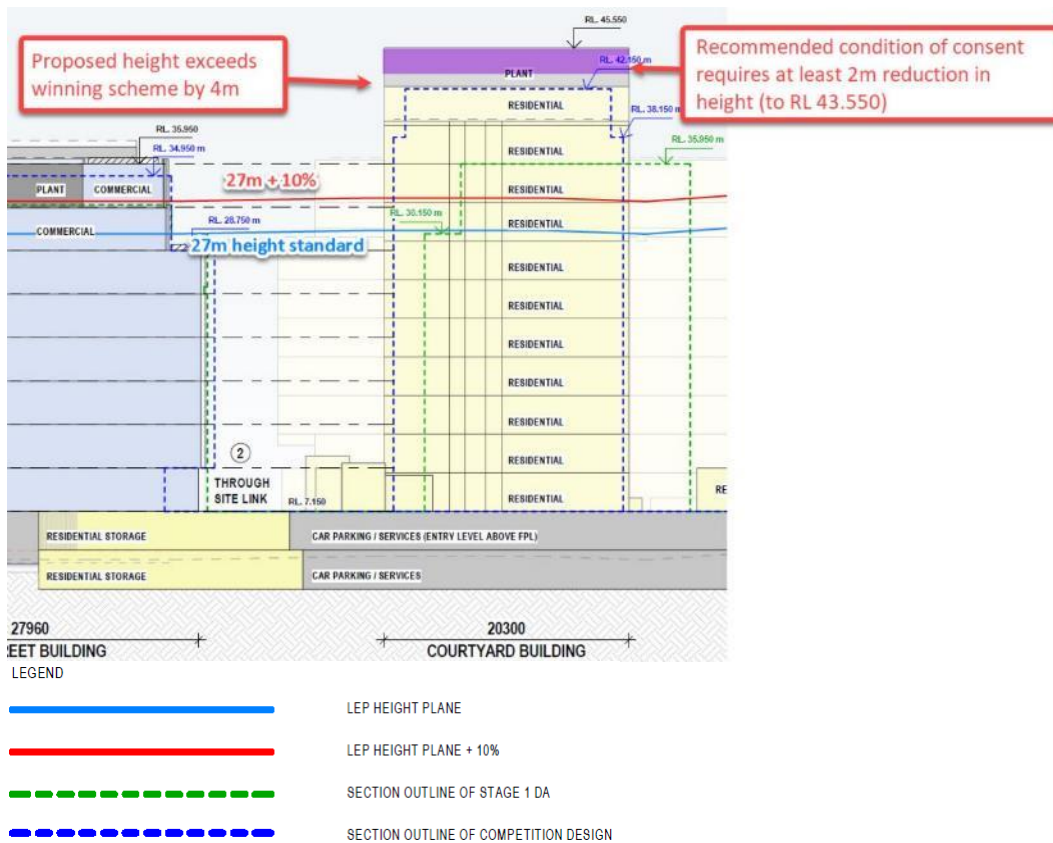 RL. 45.550
Proposed height exceeds
winning scheme by 4m
Recommended condition of consent
requires at least 2m reduction in
height (to RL 43.550)
RL. 42.150 m
PLANT
RESIDENTIAL
RL. 38.150 m
RL. 35.950
RL. 34.950 m
RL. 35.950 m
RESIDENTIAL
27m + 10%
PLANT
COMMERCIAL
RESIDENTIAL
RL. 30.150 m
RL. 28.750 m
COMMERCIAL
RESIDENTIAL
27m height standard
RESIDENTIAL
RESIDENTIAL
RESIDENTIAL
RESIDENTIAL
RESIDENTIAL
2
RESIDENTIAL
THROUGH
SITE LINK
RL. 7.150
RESIDENTIAL
RE
RESIDENTIAL STORAGE
CAR PARKING / SERVICES (ENTRY LEVEL ABOVE FPL)
RESIDENTIAL STORAGE
CAR PARKING / SERVICES
27960
20300
REET BUILDING
COURTYARD BUILDING
LEGEND
LEP HEIGHT PLANE
LEP HEIGHT PLANE + 10%
SECTION OUTLINE OF STAGE 1 DA
SECTION OUTLINE OF COMPETITION DESIGN